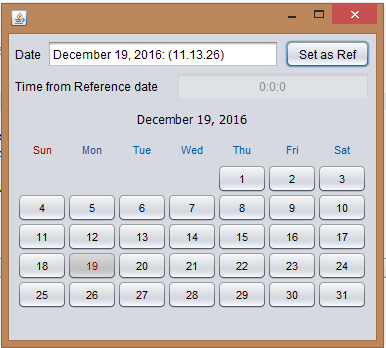 Date December 19, 2016: (11.13.26) Set as Ref
Time from Reference date 0:0:0
December 19, 2016
Sun Mon Tue Wed Thu Fri Sat
1 2 3
4 5 6 7 8 9 10
11 12 13 14 15 16 17
18 19 20 21 22 23 24
25 26 27 28 29 30 31